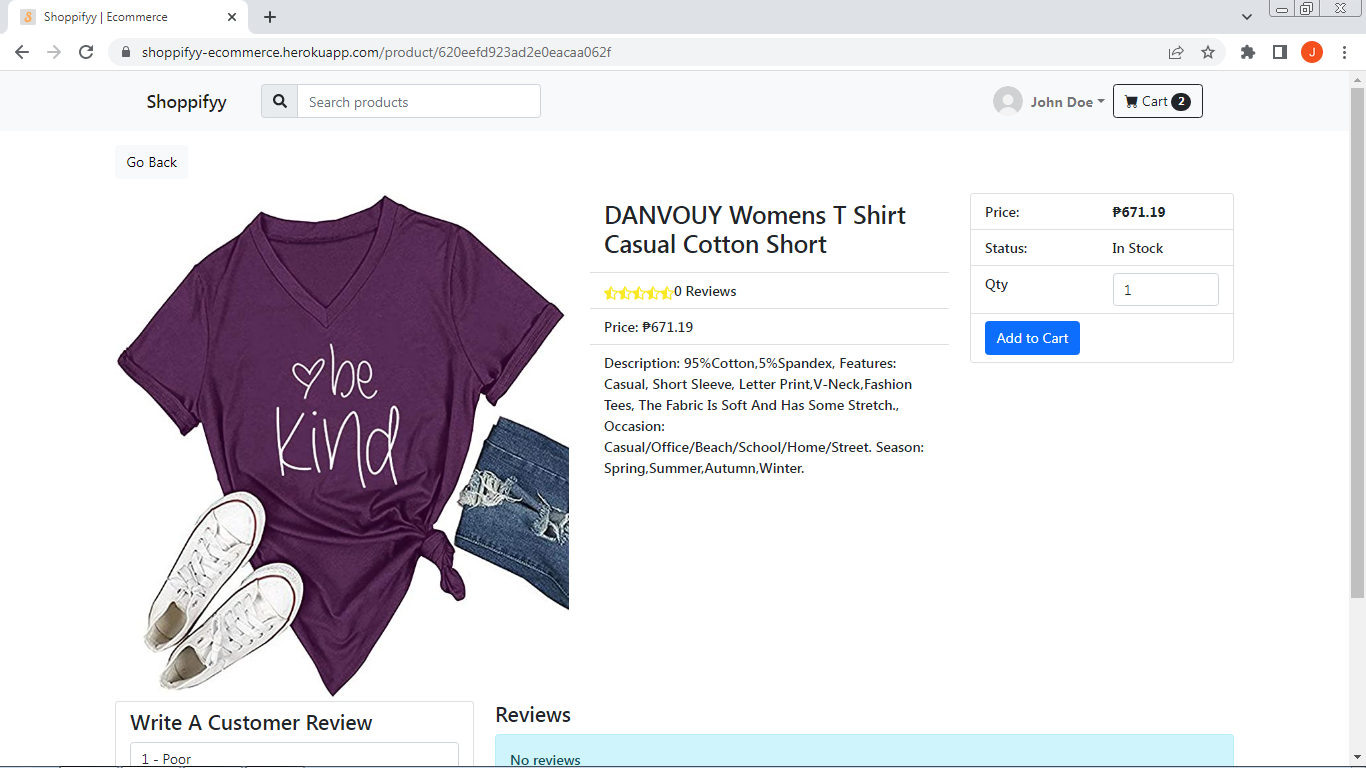 Shoppifyy | Ecommerce
shoppifyy-ecommerce.herokuapp.com/product/620eefd923ad2e0eacaa062f
J
Shoppifyy
Search products
John Doe
Cart 2
Go Back
be
kind
DANVOUY Womens T Shirt
Casual Cotton Short
0 Reviews
Price: ₱671.19
Description: 95%Cotton,5%Spandex, Features:
Casual, Short Sleeve, Letter Print,V-Neck,Fashion
Tees, The Fabric Is Soft And Has Some Stretch.,
Occasion:
Casual/Office/Beach/School/Home/Street. Season:
Spring,Summer,Autumn,Winter.
Price: ₱671.19
Status: In Stock
Qty 1
Add to Cart
Write A Customer Review
1 - Poor
Reviews
No reviews